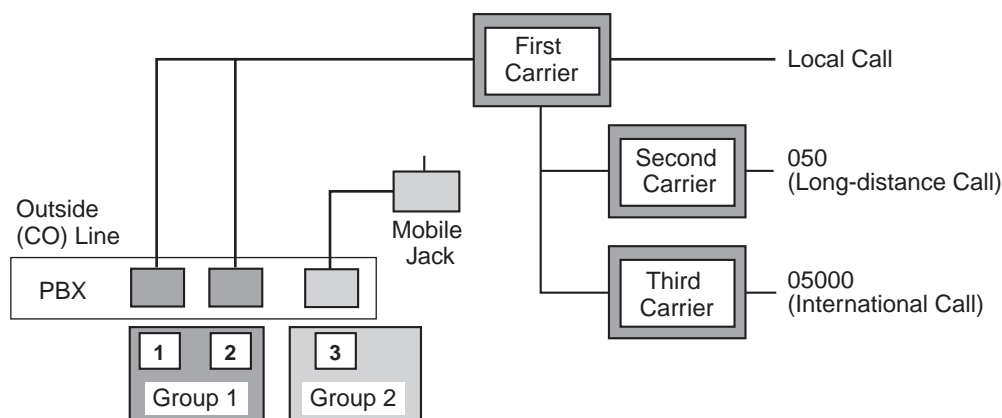 First
Carrier
Local Call
Second
Carrier
050
(Long-distance Call)
Outside
(CO) Line
Mobile
Jack
PBX
Third
Carrier
05000
(International Call)
1
2
3
Group 1
Group 2